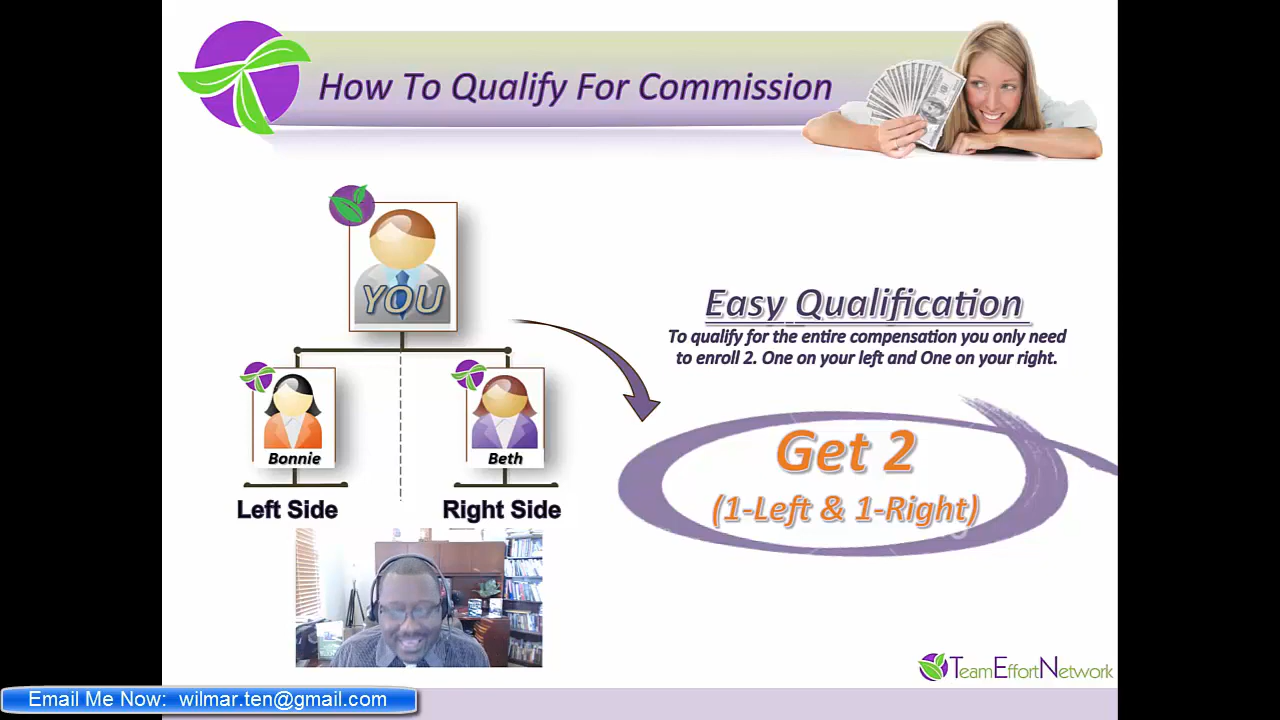 How To Qualify For Commission
YOU
Easy Qualification
To qualify for the entire compensation you only need
to enroll 2. One on your left and One on your right.
Get 2
(1-Left & 1-Right)
Bonnie
Beth
Left Side
Right Side
TeamEffortNetwork
Email Me Now: wilmar.ten@gmail.com